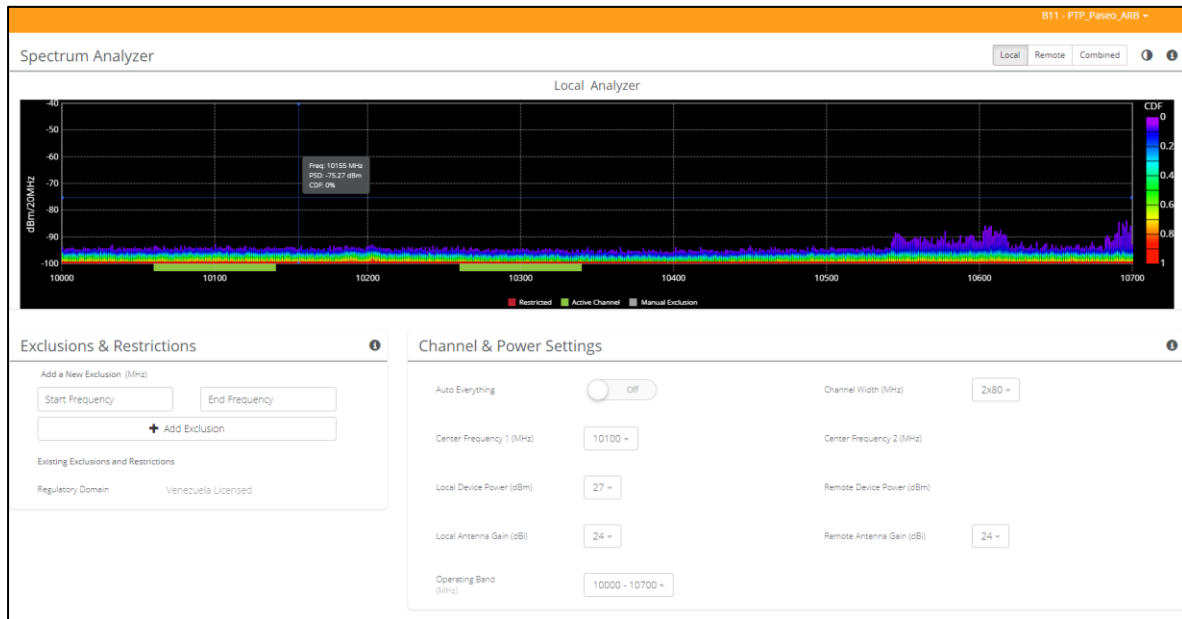 B11 - PTP_Paseo_ARB
Spectrum Analyzer
Local Remote Combined
Local Analyzer
CDF
-40
0
-50
0.2
-60
Freq: 10155 MHz
PSD: -75.27 dBm
CDF: 0%
0.4
-70
dBm/20MHz
0.6
-80
0.8
-90
-100
1
10000 10100 10200 10300 10400 10500 10600 10700
Restricted Active Channel Manual Exclusion
Exclusions & Restrictions
Add a New Exclusion (MHz)
Start Frequency End Frequency
+ Add Exclusion
Existing Exclusions and Restrictions
Regulatory Domain Venezuela Licensed
Channel & Power Settings
Auto Everything Off Channel Width (MHz) 2x80
Center Frequency 1 (MHz) 10100 Center Frequency 2 (MHz)
Local Device Power (dBm) 27 Remote Device Power (dBm)
Local Antenna Gain (dBi) 24 Remote Antenna Gain (dBi) 24
Operating Band
(MHz)
10000 - 10700